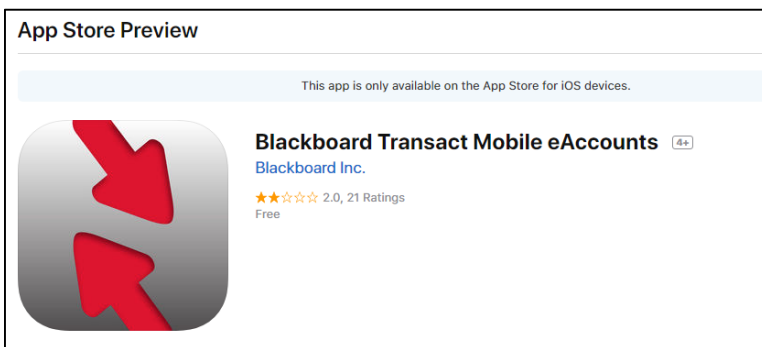 App Store Preview
This app is only available on the App Store for iOS devices.
Blackboard Transact Mobile eAccounts 4+
Blackboard Inc.
★★☆☆☆ 2.0, 21 Ratings
Free